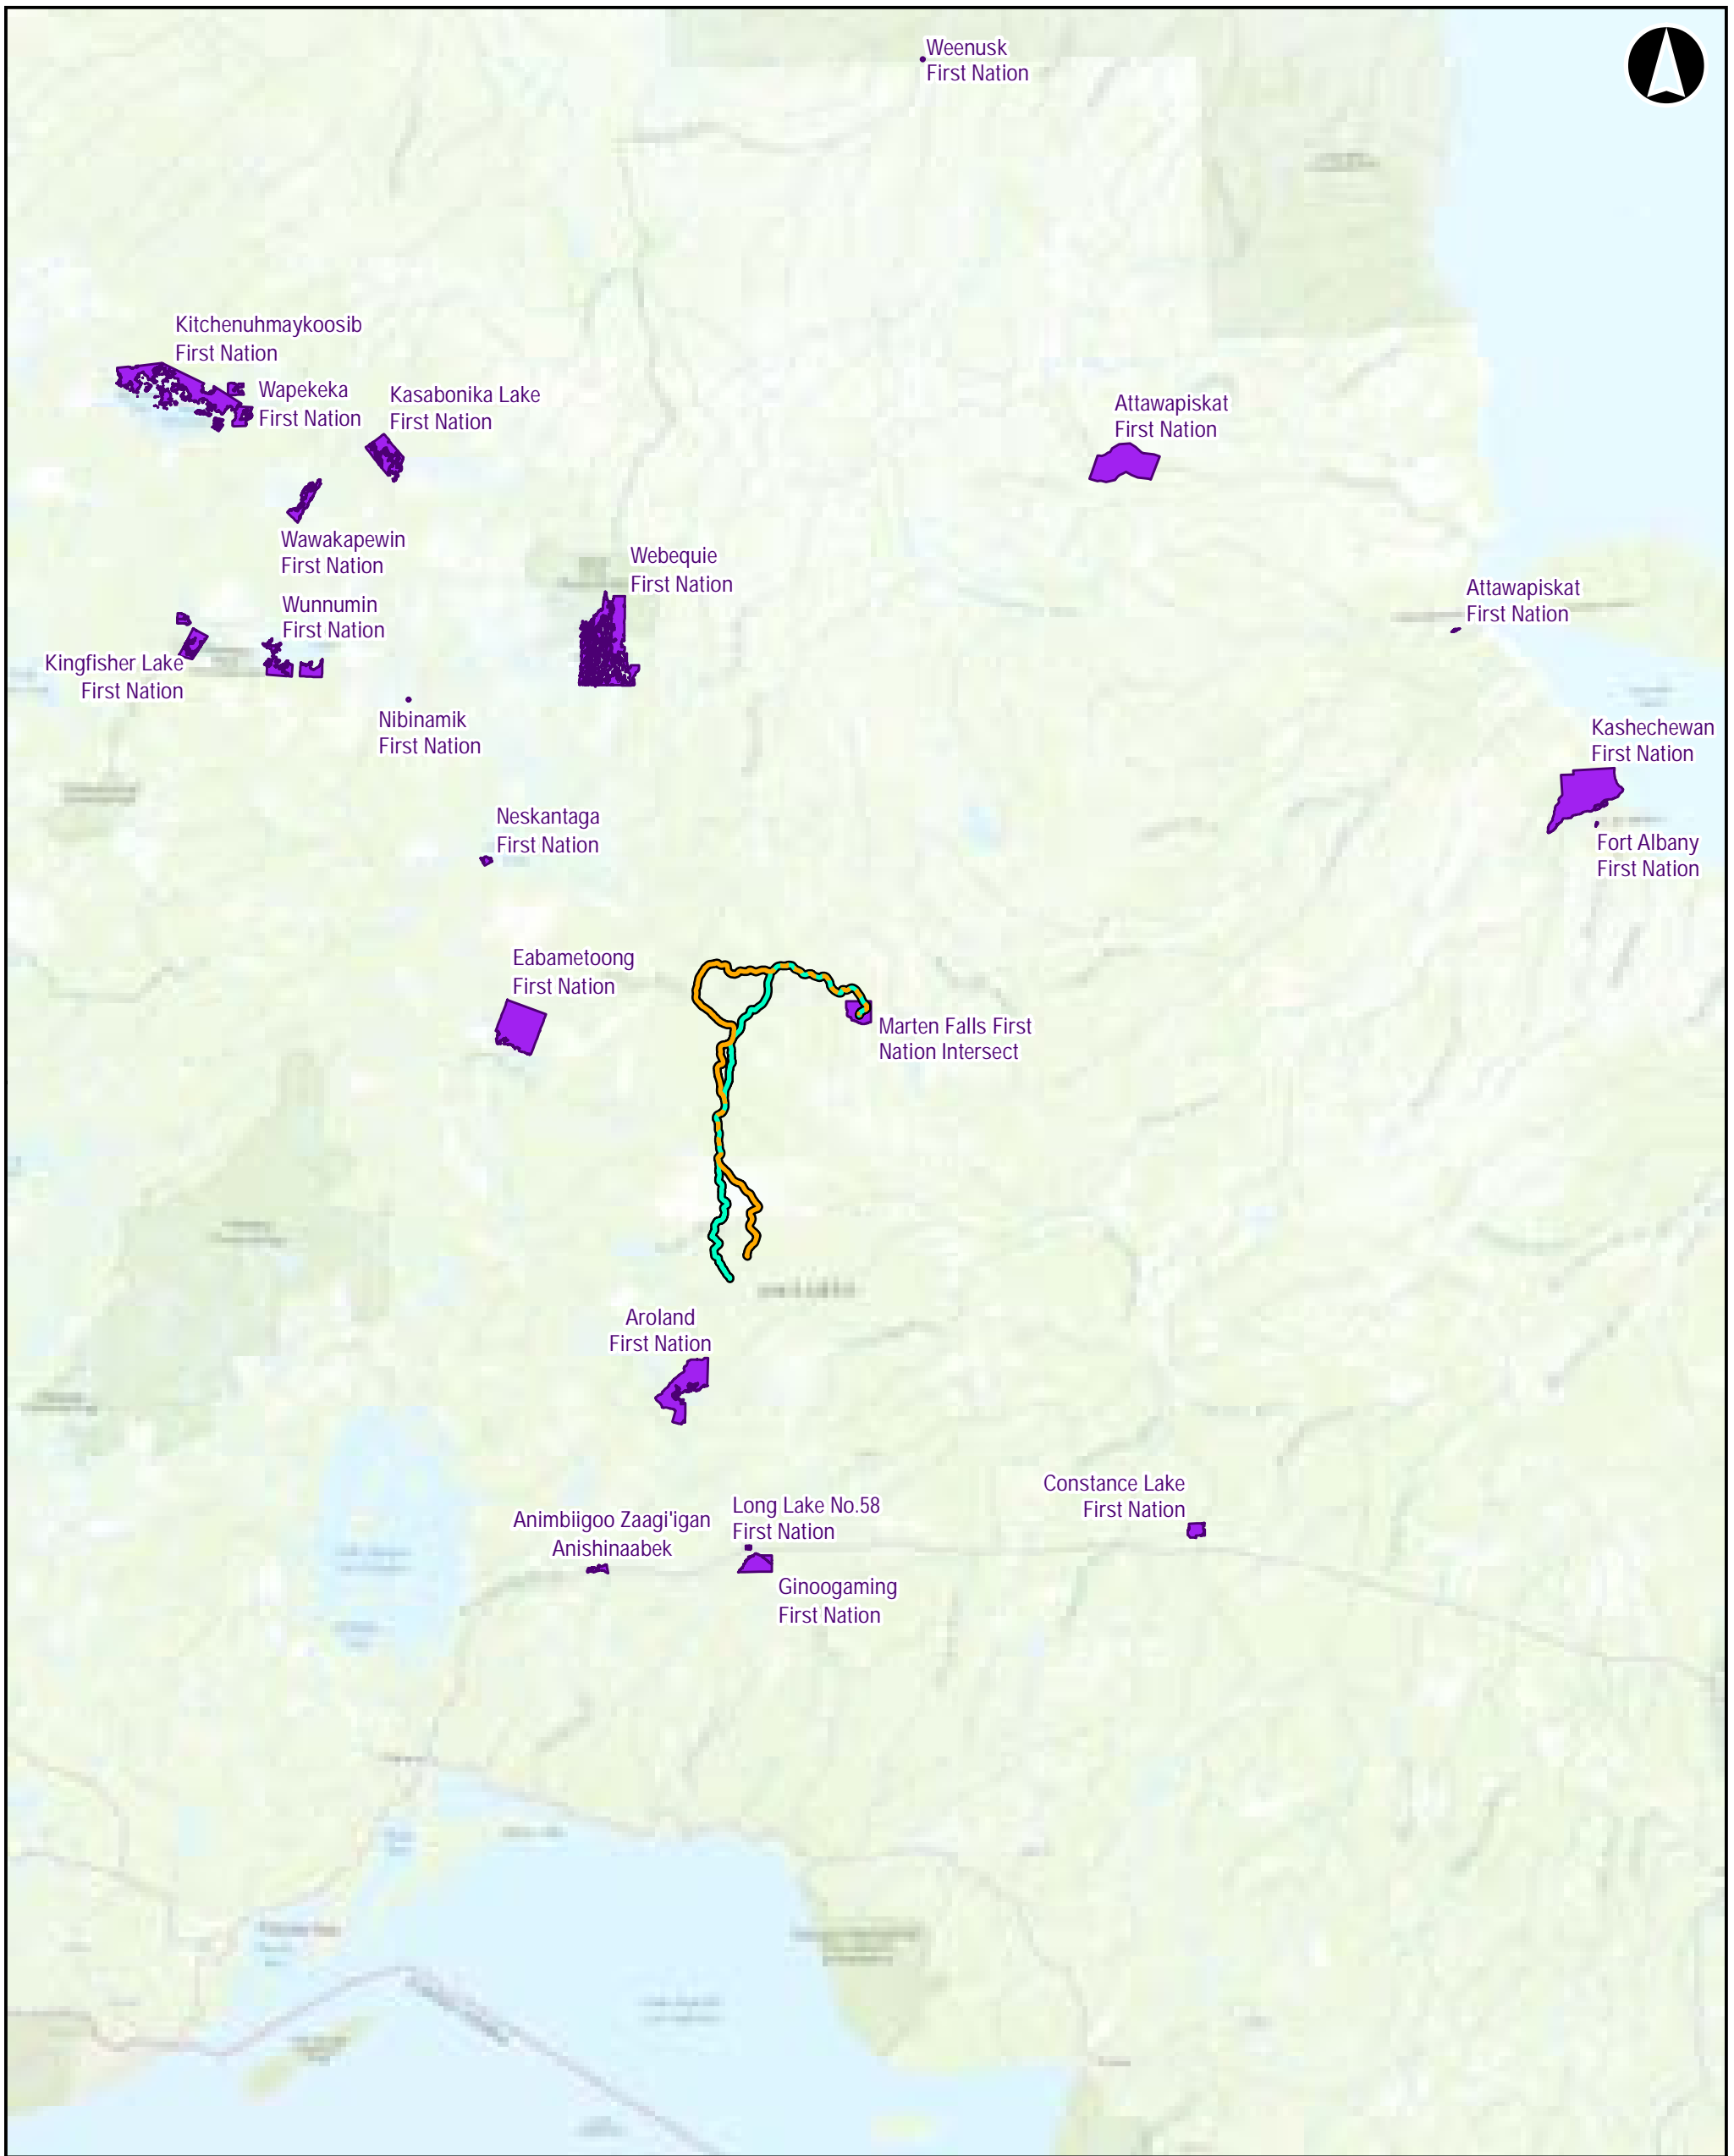 Weenusk
First Nation
Kitchenuhmaykoosib
First Nation
Wapekeka
First Nation
Kasabonika Lake
First Nation
Attawapiskat
First Nation
Wawakapewin
First Nation
Webequie
First Nation
Attawapiskat
First Nation
Wunnumin
First Nation
Kingfisher Lake
First Nation
Nibinamik
First Nation
Kashechewan
First Nation
Neskantaga
First Nation
Fort Albany
First Nation
Eabametoong
First Nation
Marten Falls First
Nation Intersect
Aroland
First Nation
Constance Lake
First Nation
Long Lake No.58
First Nation
Animbiigoo Zaagi'igan
Anishinaabek
Ginoogaming
First Nation